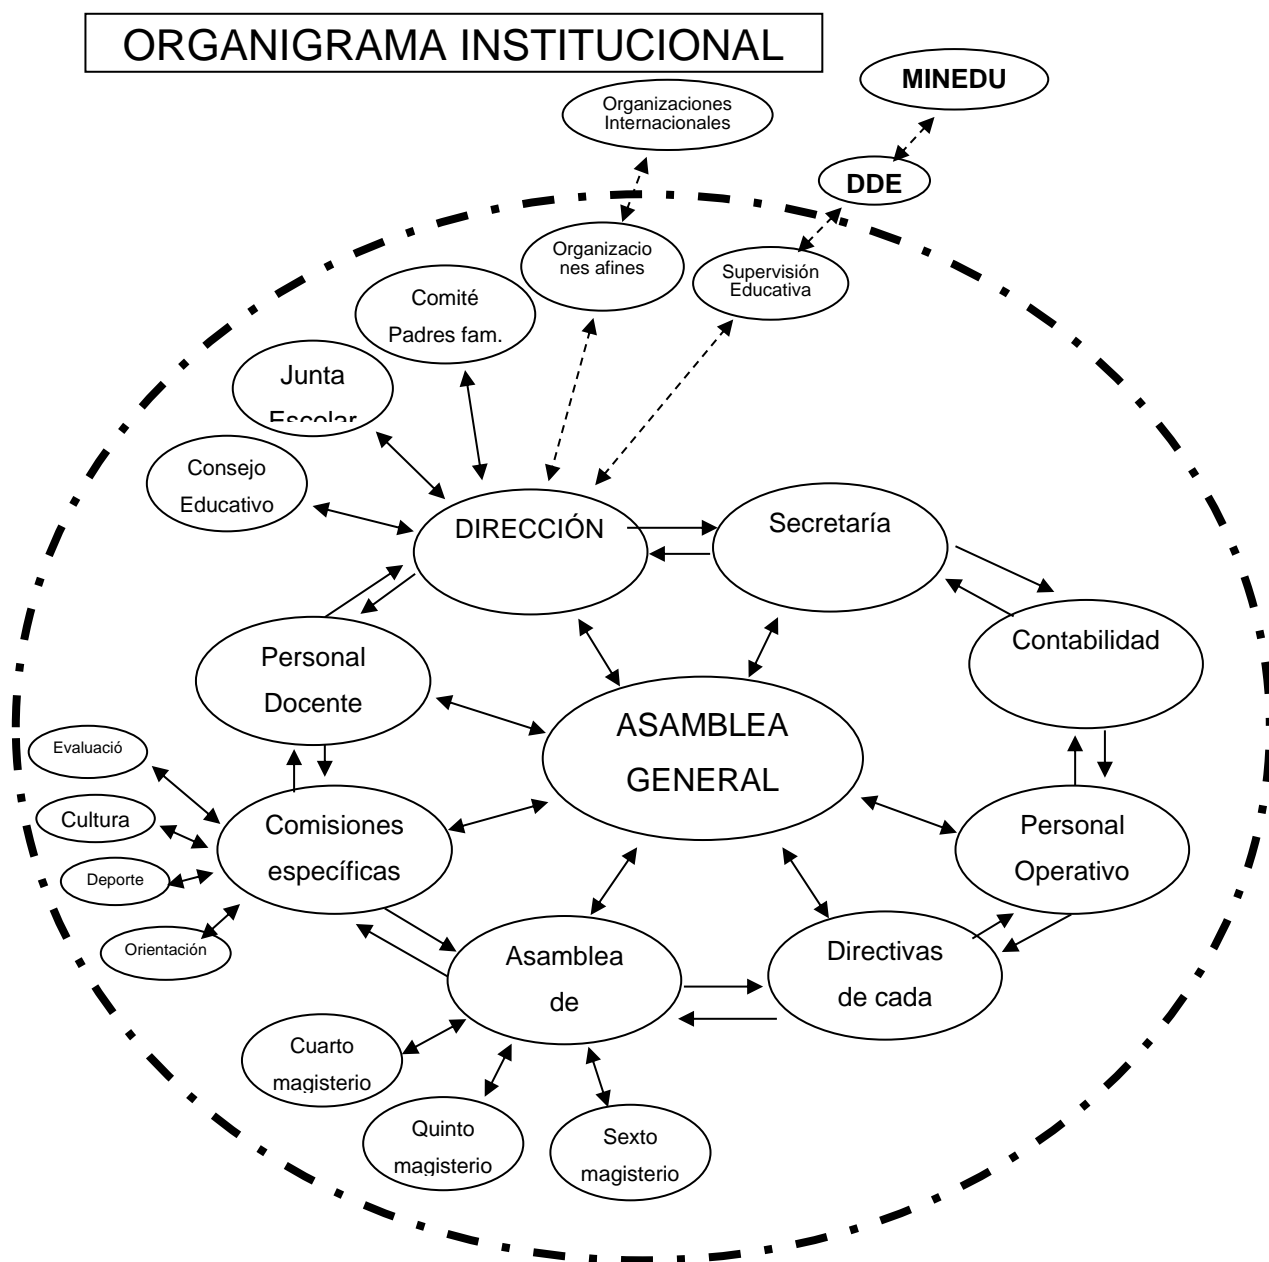 ORGANIGRAMA INSTITUCIONAL
MINEDU
Organizaciones
Internacionales
DDE
Organizacio
nes afines
Supervisión
Educativa
Comité
Padres fam.
Junta
Escolar
Consejo
Educativo
DIRECCIÓN
Secretaría
Contabilidad
Personal
Docente
ASAMBLEA
GENERAL
Evaluació
Cultura
Deporte
Orientación
Comisiones
específicas
Personal
Operativo
Asamblea
de
Directivas
de cada
Cuarto
magisterio
Quinto
magisterio
Sexto
magisterio